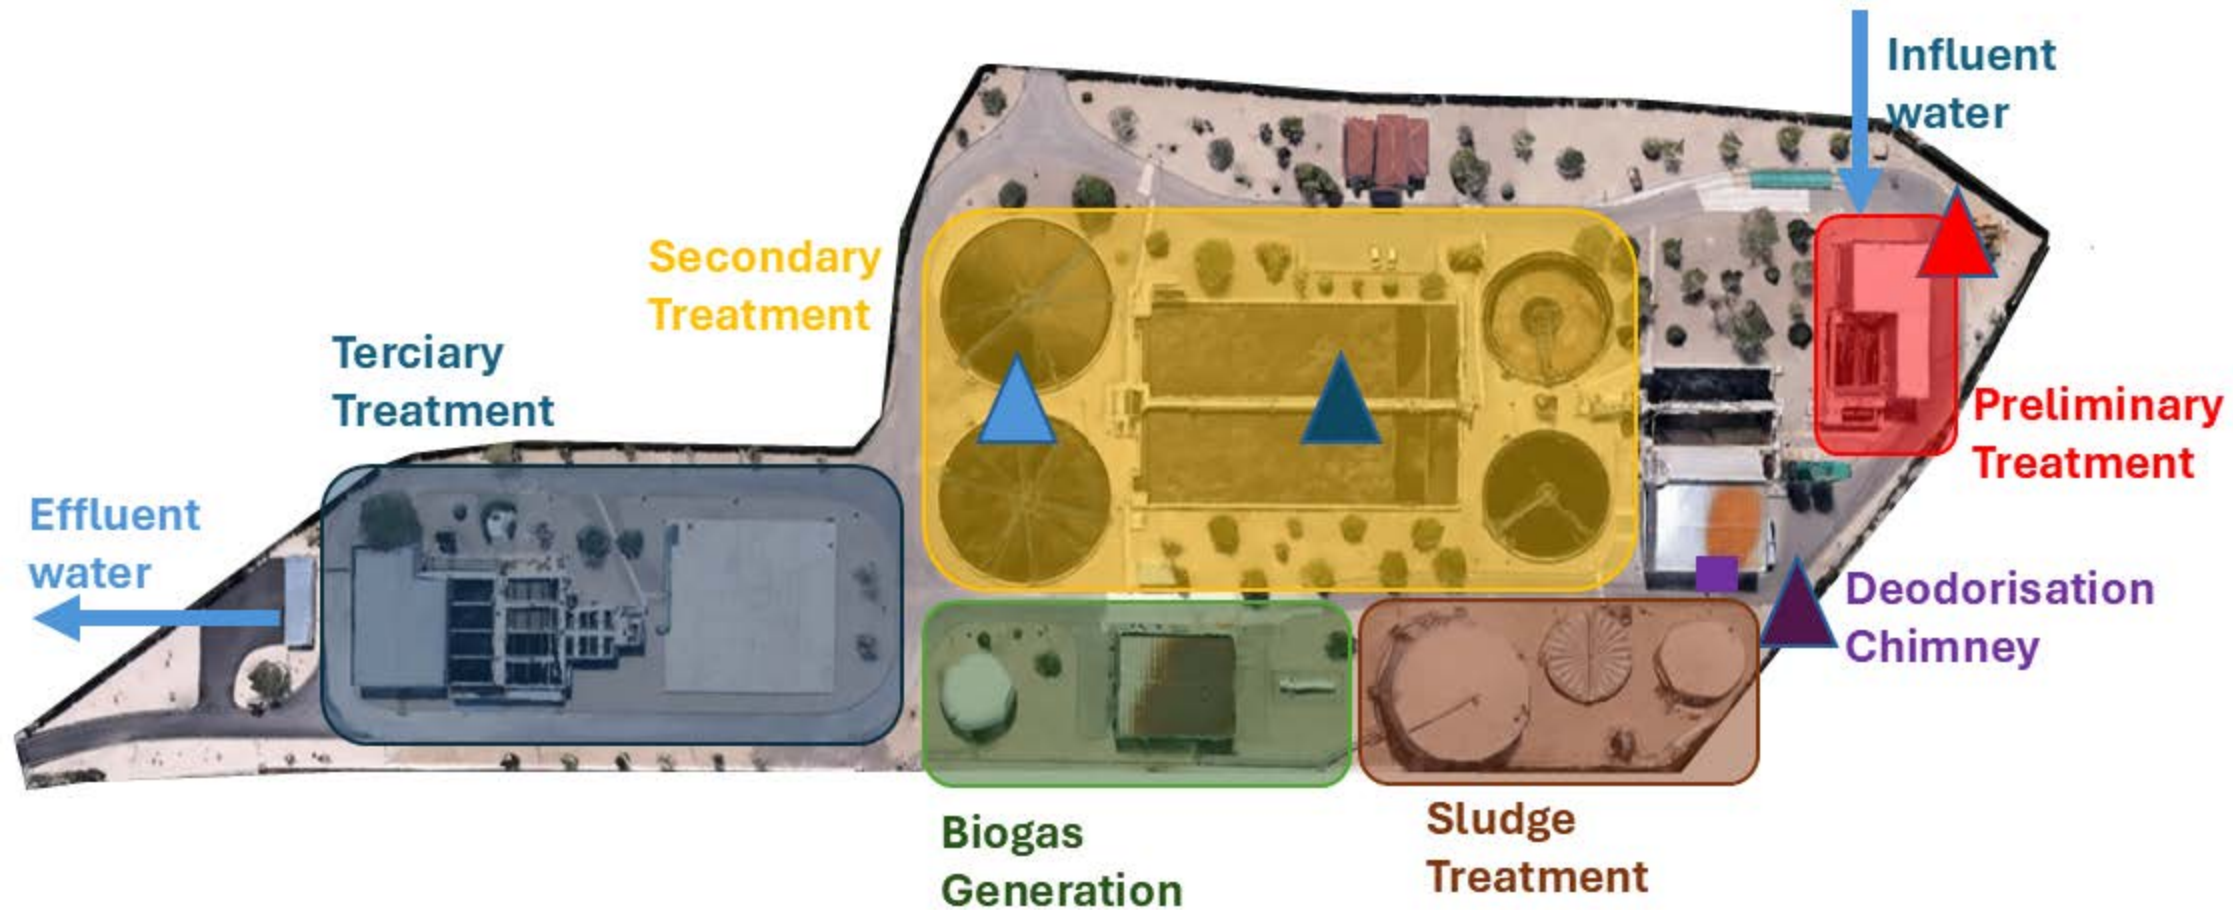 Influent
water
Secondary
Treatment
Terciary
Treatment
Preliminary
Treatment
Effluent
water
Deodorisation
Chimney
Biogas
Generation
Sludge
Treatment